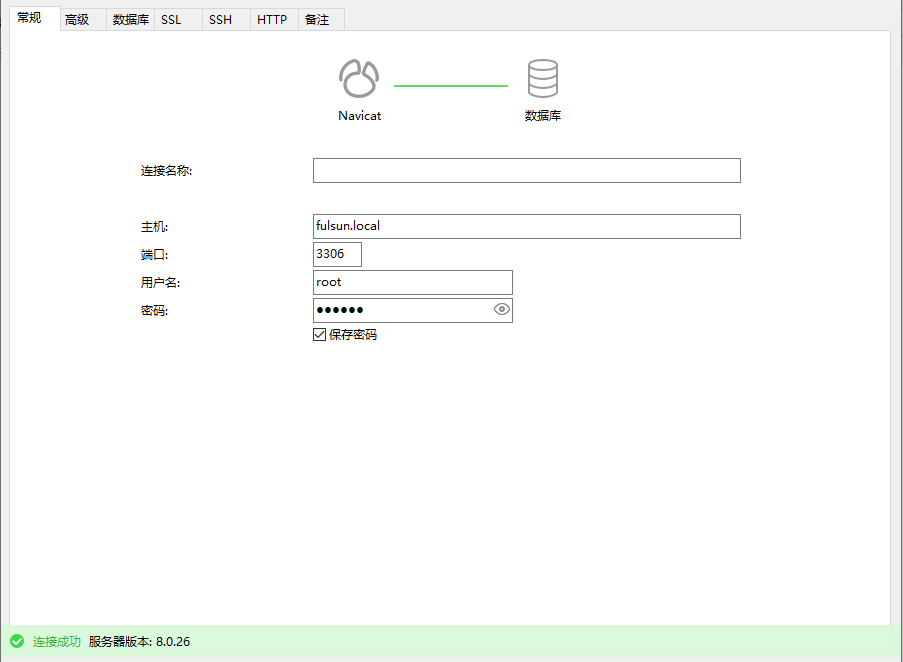 常规 高级 数据库 SSL SSH HTTP 备注
Navicat 数据库
连接名称:
主机: fulsun.local
端口: 3306
用户名: root
密码: ●●●●●●
保存密码
连接成功 服务器版本: 8.0.26